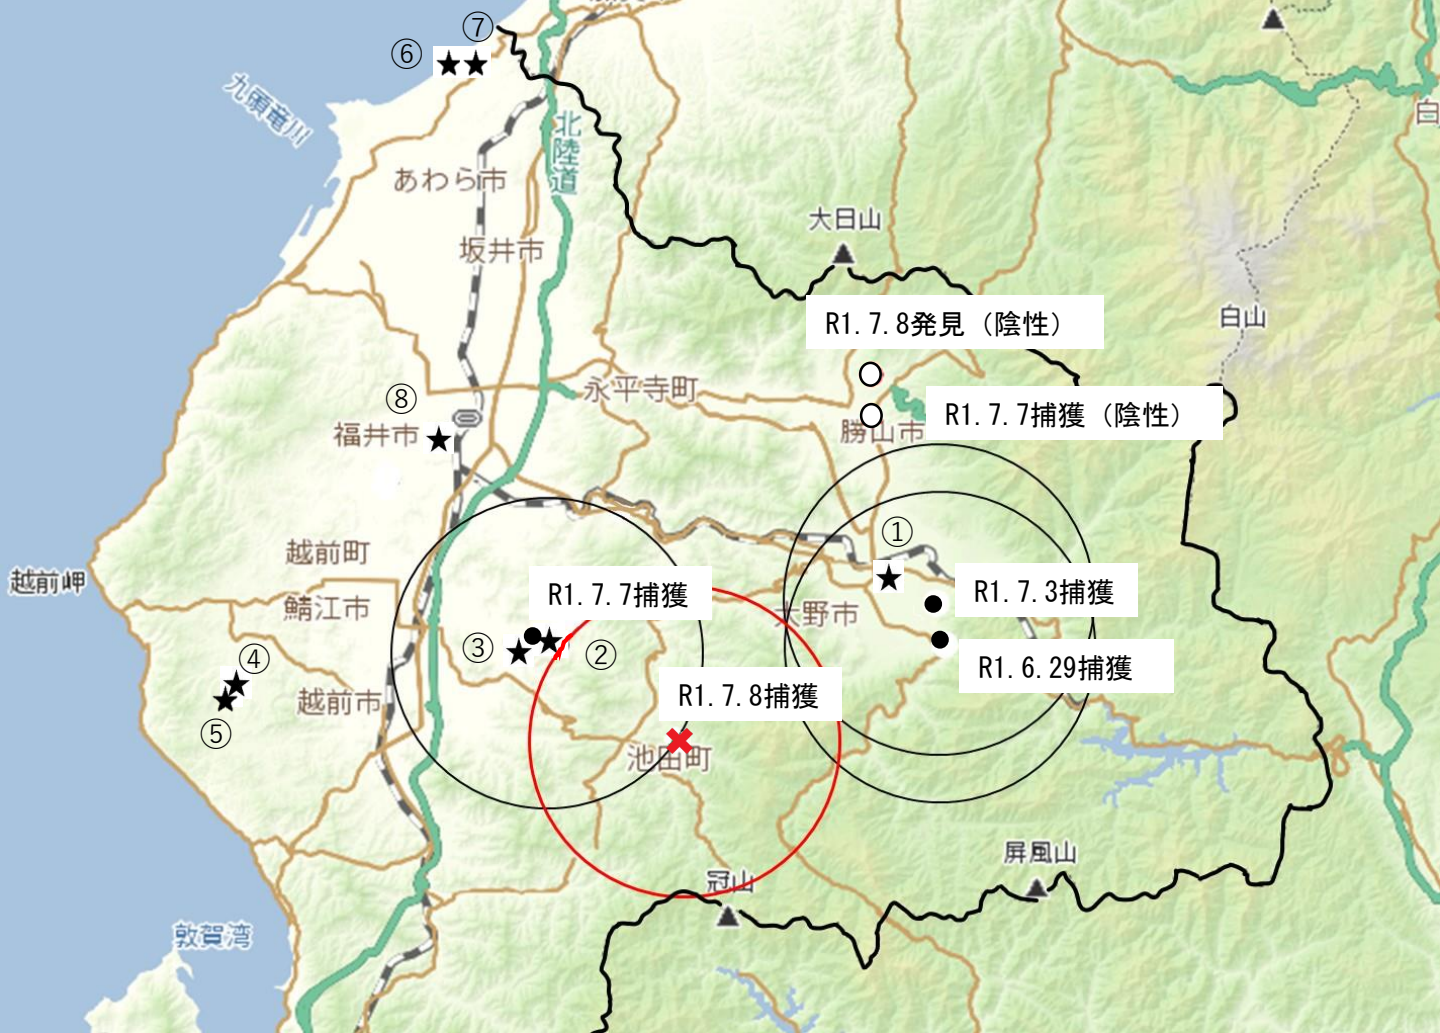 ⑦
⑥
九頭竜川
北陸道
あわら市
坂井市
大日山
白
R1.7.8発見（陰性）
白山
⑧
永平寺町
R1.7.7捕獲（陰性）
福井市
勝山市
①
越前町
越前岬
R1.7.7捕獲
R1.7.3捕獲
鯖江市
大野市
③
②
④
R1.6.29捕獲
越前市
R1.7.8捕獲
⑤
池田町
屏風山
冠山
敦賀湾